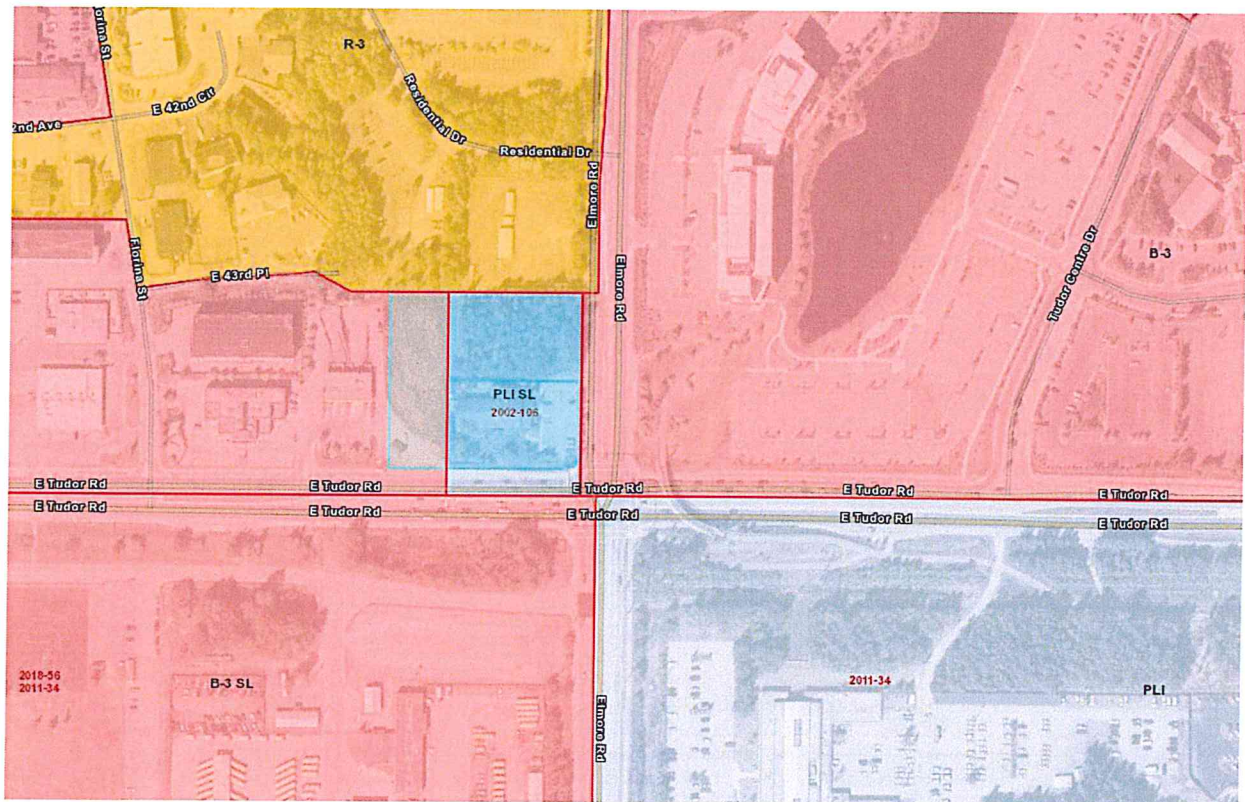 Florina St
R-3
E 42nd Cir
2nd Ave
Residential Dr
Residential Dr
Elmore Rd
Florina St
E 43rd Pl
Elmore Rd
Tudor Centre Dr
B-3
PLI SL
2002-106
E Tudor Rd
E Tudor Rd
E Tudor Rd
E Tudor Rd
E Tudor Rd
E Tudor Rd
E Tudor Rd
E Tudor Rd
E Tudor Rd
E Tudor Rd
2018-56
2011-34
B-3 SL
Elmore Rd
2011-34
PLI